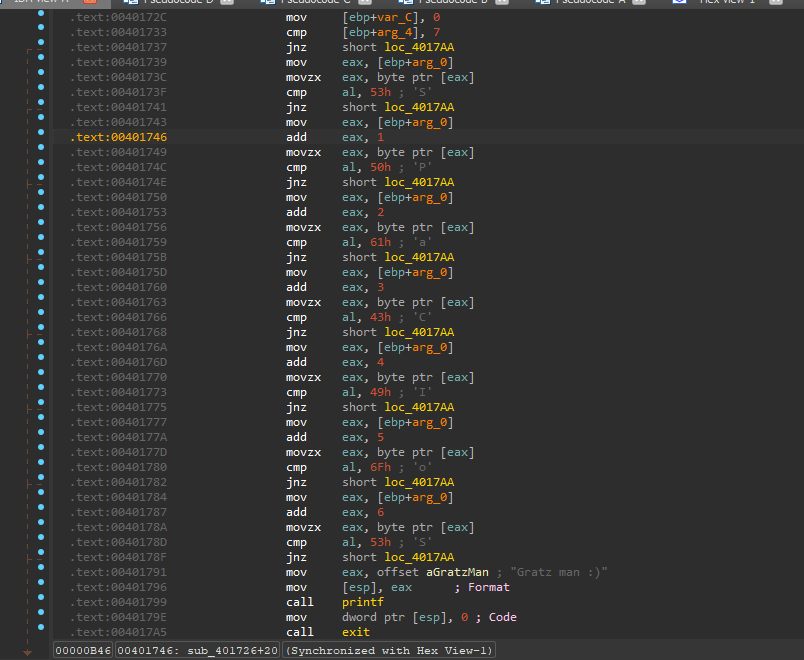 Pseudocode-B
Pseudocode-A
Hex View-1
.text:0040172C mov [ebp+var_C], 0
.text:00401733 cmp [ebp+arg_4], 7
.text:00401737 jnz short loc_4017AA
.text:00401739 mov eax, [ebp+arg_0]
.text:0040173C movzx eax, byte ptr [eax]
.text:0040173F cmp al, 53h ; 'S'
.text:00401741 jnz short loc_4017AA
.text:00401743 mov eax, [ebp+arg_0]
.text:00401746 add eax, 1
.text:00401749 movzx eax, byte ptr [eax]
.text:0040174C cmp al, 50h ; 'P'
.text:0040174E jnz short loc_4017AA
.text:00401750 mov eax, [ebp+arg_0]
.text:00401753 add eax, 2
.text:00401756 movzx eax, byte ptr [eax]
.text:00401759 cmp al, 61h ; 'a'
.text:0040175B jnz short loc_4017AA
.text:0040175D mov eax, [ebp+arg_0]
.text:00401760 add eax, 3
.text:00401763 movzx eax, byte ptr [eax]
.text:00401766 cmp al, 43h ; 'C'
.text:00401768 jnz short loc_4017AA
.text:0040176A mov eax, [ebp+arg_0]
.text:0040176D add eax, 4
.text:00401770 movzx eax, byte ptr [eax]
.text:00401773 cmp al, 49h ; 'I'
.text:00401775 jnz short loc_4017AA
.text:00401777 mov eax, [ebp+arg_0]
.text:0040177A add eax, 5
.text:0040177D movzx eax, byte ptr [eax]
.text:00401780 cmp al, 6Fh ; 'o'
.text:00401782 jnz short loc_4017AA
.text:00401784 mov eax, [ebp+arg_0]
.text:00401787 add eax, 6
.text:0040178A movzx eax, byte ptr [eax]
.text:0040178D cmp al, 53h ; 'S'
.text:0040178F jnz short loc_4017AA
.text:00401791 mov eax, offset aGratzMan ; "Gratz man :)"
.text:00401796 mov [esp], eax ; Format
.text:00401799 call printf
.text:0040179E mov dword ptr [esp], 0 ; Code
.text:004017A5 call exit
00000B46 00401746: sub_401726+20 (Synchronized with Hex View-1)